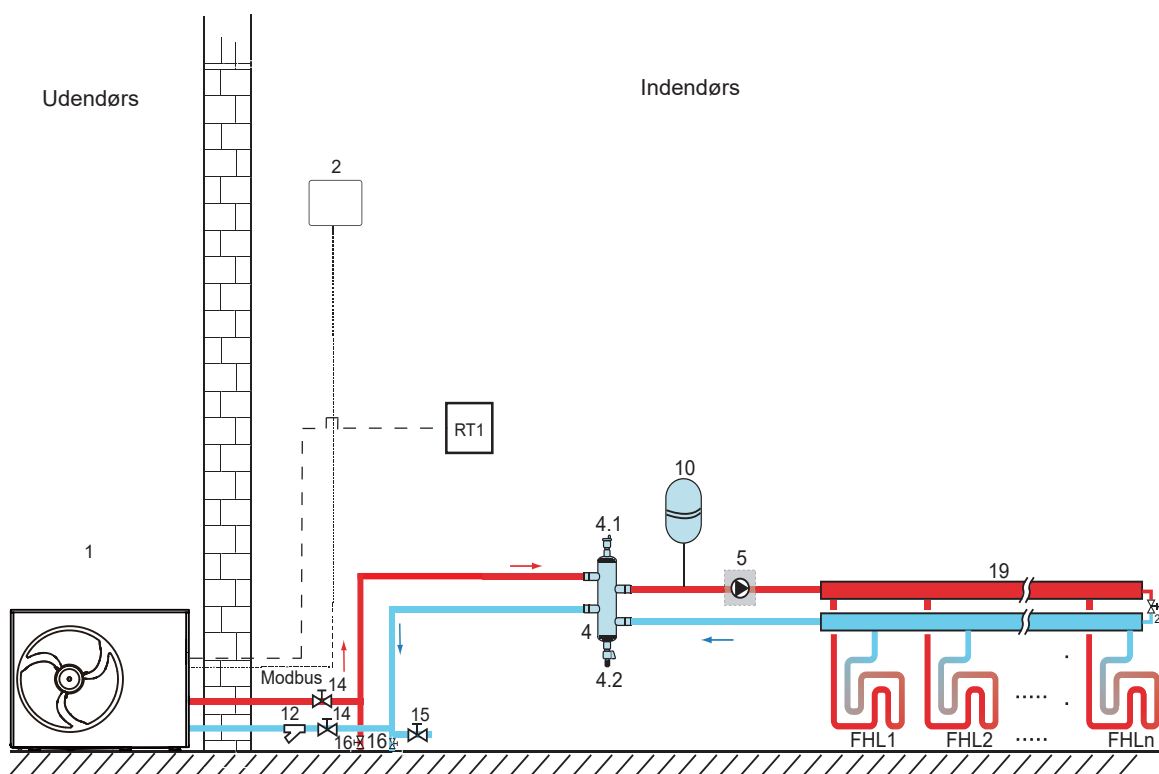 Udendørs
Indendørs
2
RT1
10
4.1
5
19
1
4
4.2
2
Modbus
14
12
14
15
16
16
.....
FHL1
FHL2
.....
FHLn